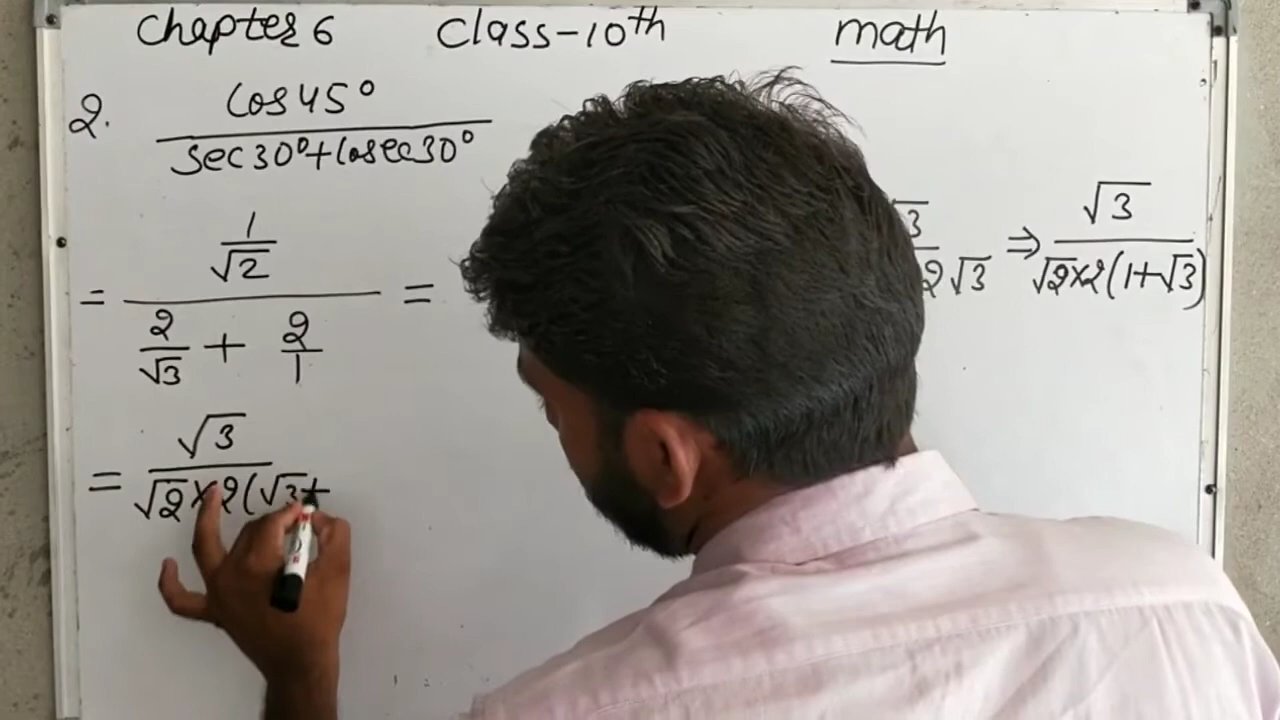 Chapter 6 Class-10th math
2. cos 45° / sec 30° + cosec 30°
= 1/√2 / 2/√3 + 2/1 = 3 / 2√3 ⇒ √3 / √2×2(1+√3)
= √3 / √2×2(√3+